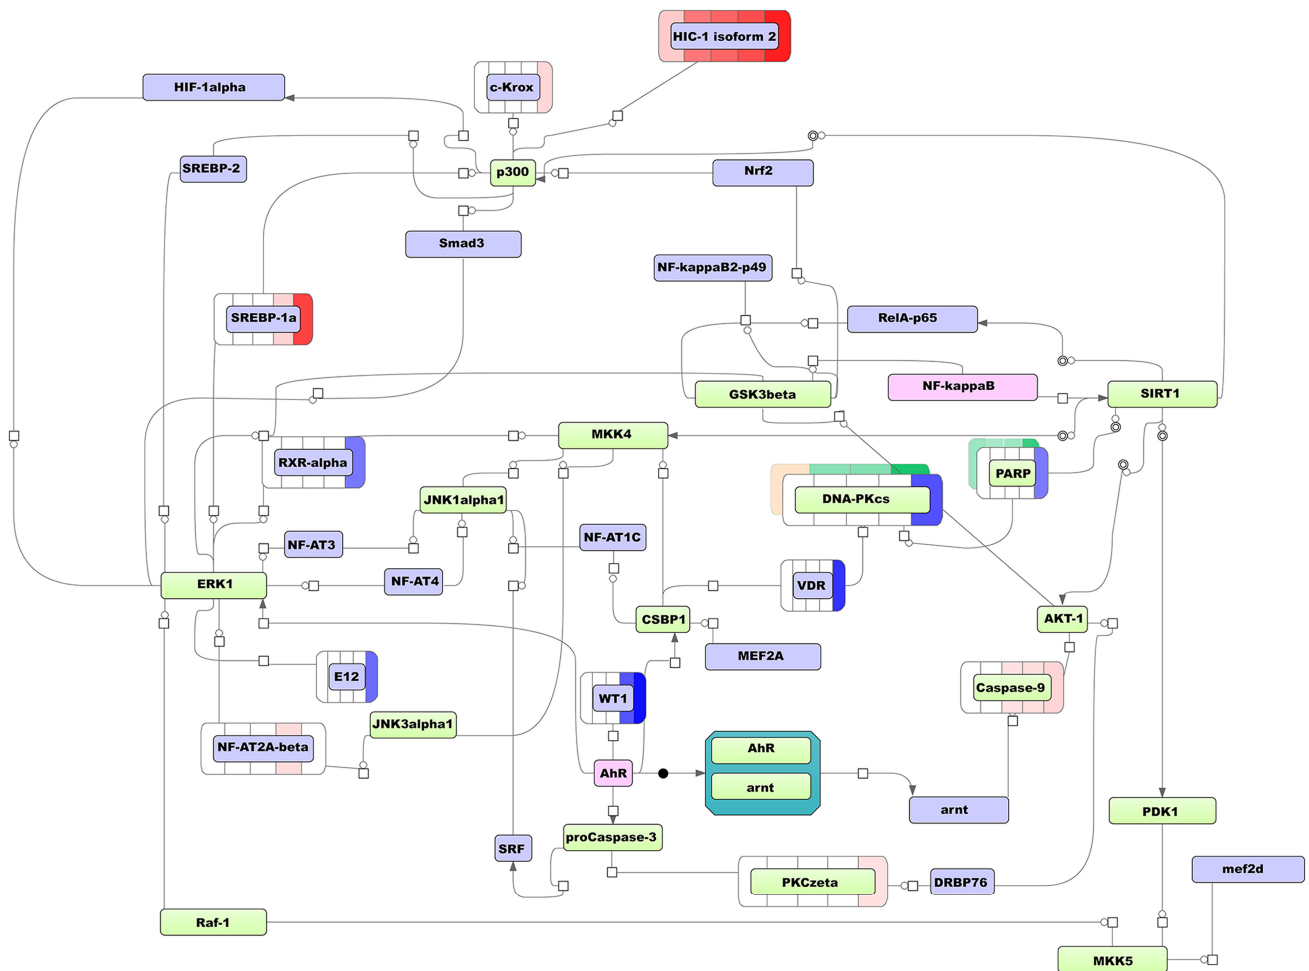 HIC-1 isoform 2
HIF-1alpha
c-Krox
SREBP-2
p300
Nrf2
Smad3
NF-kappaB2-p49
SREBP-1a
RelA-p65
GSK3beta
NF-kappaB
SIRT1
MKK4
RXR-alpha
PARP
JNK1alpha1
DNA-PKcs
NF-AT3
NF-AT1C
ERK1
NF-AT4
VDR
CSBP1
AKT-1
MEF2A
E12
WT1
Caspase-9
JNK3alpha1
NF-AT2A-beta
AhR
AhR
arnt
arnt
PDK1
proCaspase-3
SRF
mef2d
PKCzeta
DRBP76
Raf-1
MKK5